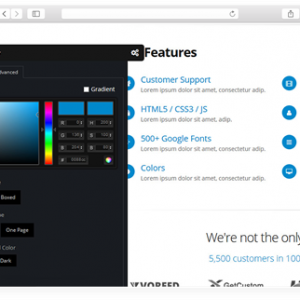 Features
dvanced
Gradient
Boxed
One Page
Color
Dark
Customer Support
Lorem ipsum dolor sit amet, consectetur adip.
HTML5 / CSS3 / JS
Lorem ipsum dolor sit amet, consectetur adip.
500+ Google Fonts
Lorem ipsum dolor sit amet, consectetur adip.
Colors
Lorem ipsum dolor sit amet, consectetur adip.
We're not the only
5,500 customers in 100
GetCustom